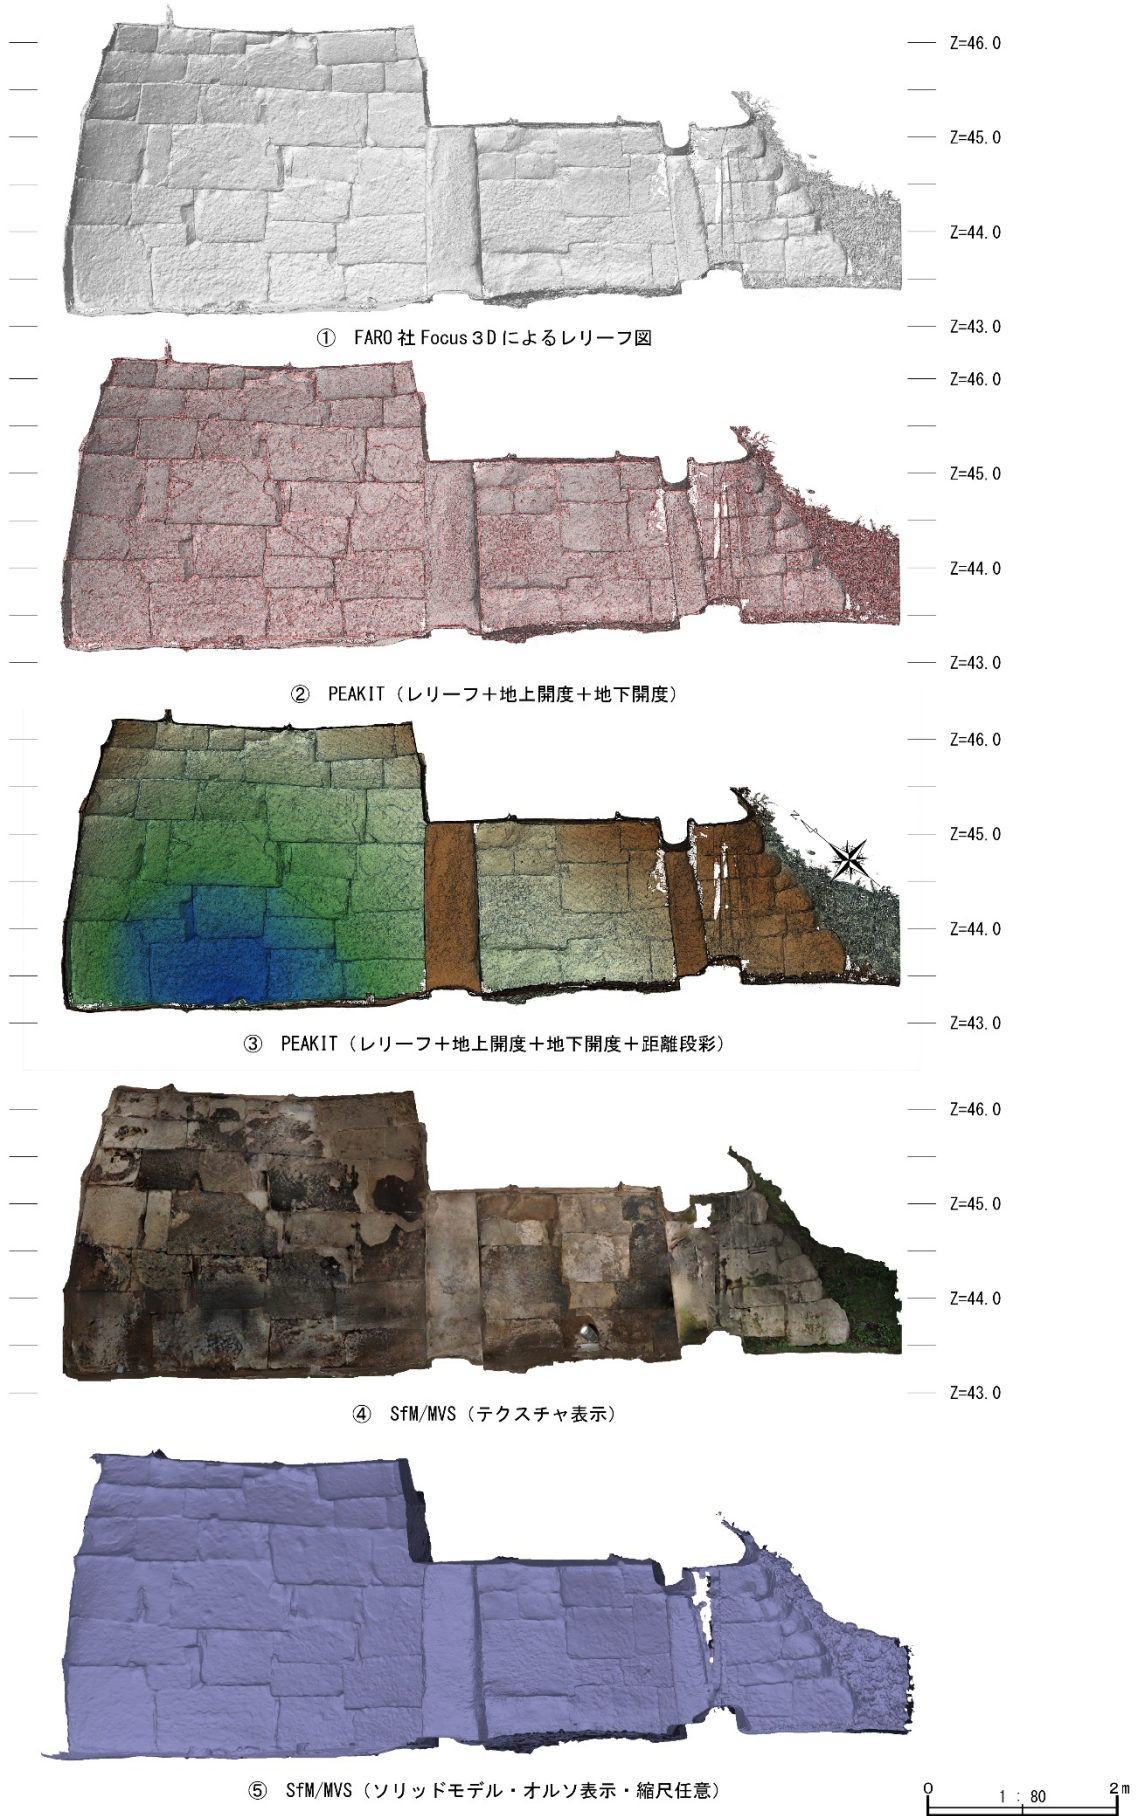 Z=46.0
Z=45.0
Z=44.0
Z=43.0
① FARO社 Focus3Dによるレリーフ図
Z=46.0
Z=45.0
Z=44.0
Z=43.0
② PEAKIT（レリーフ＋地上開度＋地下開度）
Z=46.0
N
Z=45.0
Z=44.0
Z=43.0
③ PEAKIT（レリーフ＋地上開度＋地下開度＋距離段彩）
Z=46.0
Z=45.0
Z=44.0
Z=43.0
④ SfM/MVS（テクスチャ表示）
⑤ SfM/MVS（ソリッドモデル・オルソ表示・縮尺任意）
0 1 : 80 2m